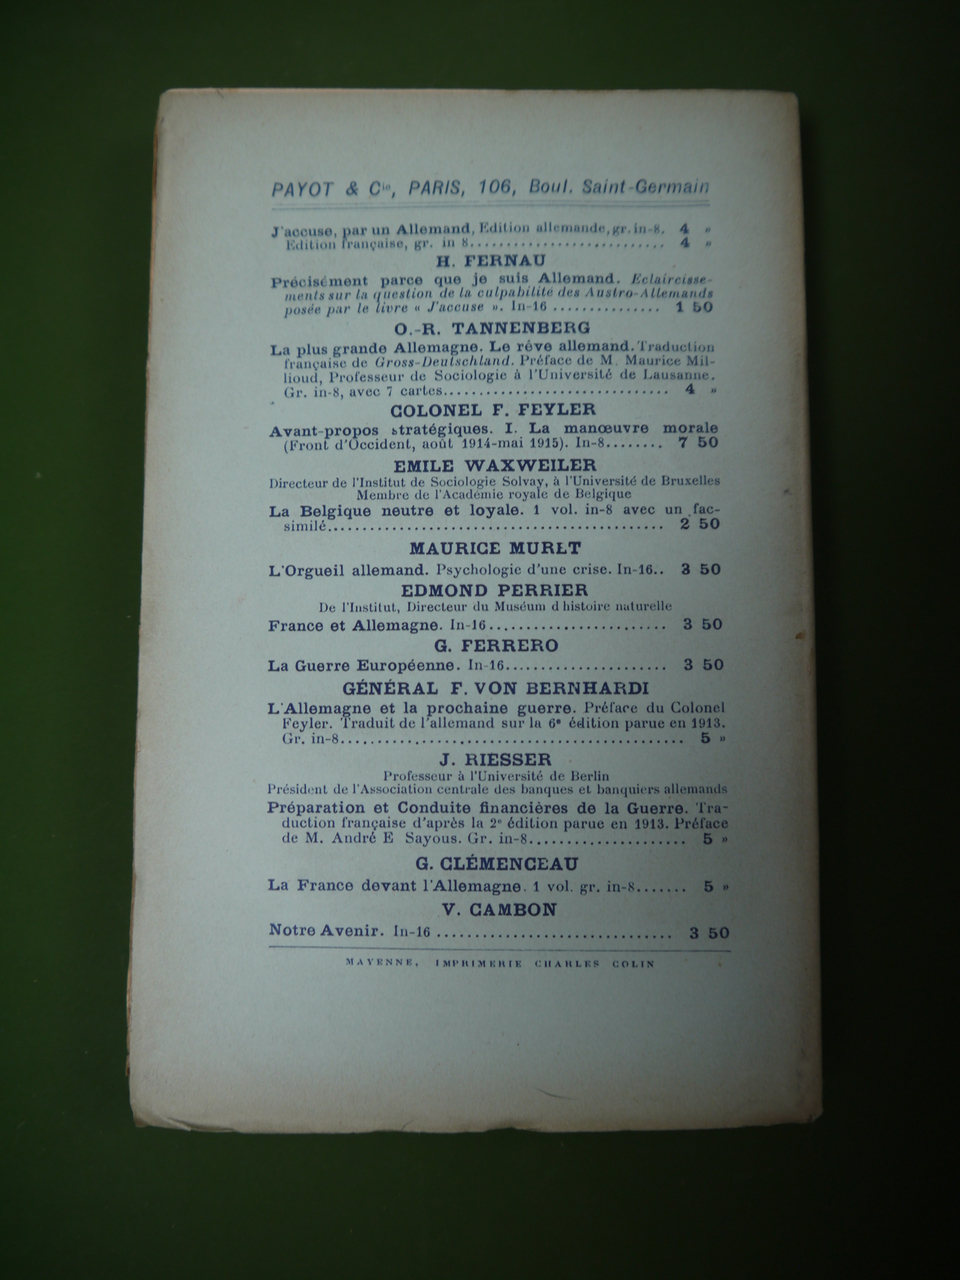 PAYOT & Cie, PARIS, 106, Boul. Saint-Germain
J'accuse, par un Allemand, Edition allemande, gr. in-8. 4 »
Edition française, gr. in 8........................ 4 »
H. FERNAU
Précisément parce que je suis Allemand. Eclaircisse-
ments sur la question de la culpabilité des Austro-Allemands
posée par le livre « J'accuse ». In-16 .............. 1 50
O.-R. TANNENBERG
La plus grande Allemagne. Le rêve allemand. Traduction
française de Gross-Deutschland. Préface de M. Maurice Mil-
lioud, Professeur de Sociologie à l'Université de Lausanne.
Gr. in-8, avec 7 cartes............................ 4 »
COLONEL F. FEYLER
Avant-propos stratégiques. I. La manœuvre morale
(Front d'Occident, août 1914-mai 1915). In-8........ 7 50
EMILE WAXWEILER
Directeur de l'Institut de Sociologie Solvay, à l'Université de Bruxelles
Membre de l'Académie royale de Belgique
La Belgique neutre et loyale. 1 vol. in-8 avec un fac-
similé.......................................... 2 50
MAURICE MURET
L'Orgueil allemand. Psychologie d'une crise. In-16.. 3 50
EDMOND PERRIER
De l'Institut, Directeur du Muséum d histoire naturelle
France et Allemagne. In-16....................... 3 50
G. FERRERO
La Guerre Européenne. In-16..................... 3 50
GÉNÉRAL F. VON BERNHARDI
L'Allemagne et la prochaine guerre. Préface du Colonel
Feyler. Traduit de l'allemand sur la 6e édition parue en 1913.
Gr. in-8........................................... 5 »
J. RIESSER
Professeur à l'Université de Berlin
Président de l'Association centrale des banques et banquiers allemands
Préparation et Conduite financières de la Guerre. Tra-
duction française d'après la 2e édition parue en 1913. Préface
de M. André E Sayous. Gr. in-8.................... 5 »
G. CLÉMENCEAU
La France devant l'Allemagne. 1 vol. gr. in-8....... 5 »
V. CAMBON
Notre Avenir. In-16 .............................. 3 50
MAYENNE, IMPRIMERIE CHARLES COLIN